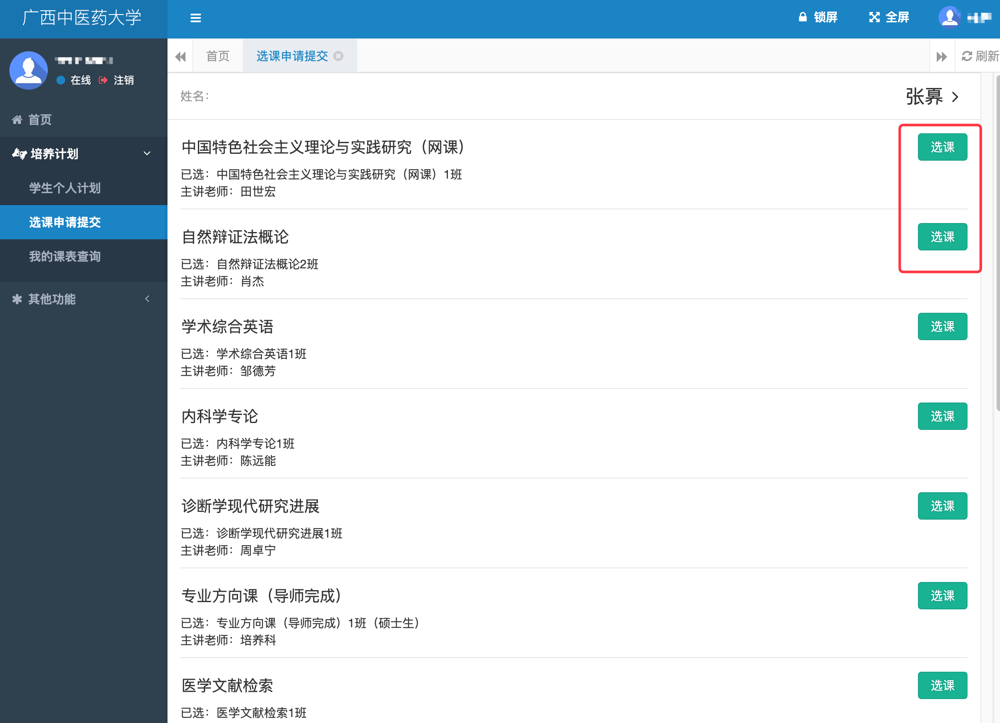 广西中医药大学
锁屏
全屏
在线
注销
首页
选课申请提交
刷新
首页
培养计划
学生个人计划
选课申请提交
我的课表查询
其他功能
姓名：
张
中国特色社会主义理论与实践研究（网课）
选课
已选：中国特色社会主义理论与实践研究（网课）1班
主讲老师：田世宏
自然辩证法概论
选课
已选：自然辩证法概论2班
主讲老师：肖杰
学术综合英语
选课
已选：学术综合英语1班
主讲老师：邹德芳
内科学专论
选课
已选：内科学专论1班
主讲老师：陈远能
诊断学现代研究进展
选课
已选：诊断学现代研究进展1班
主讲老师：周卓宁
专业方向课（导师完成）
选课
已选：专业方向课（导师完成）1班（硕士生）
主讲老师：培养科
医学文献检索
选课
已选：医学文献检索1班